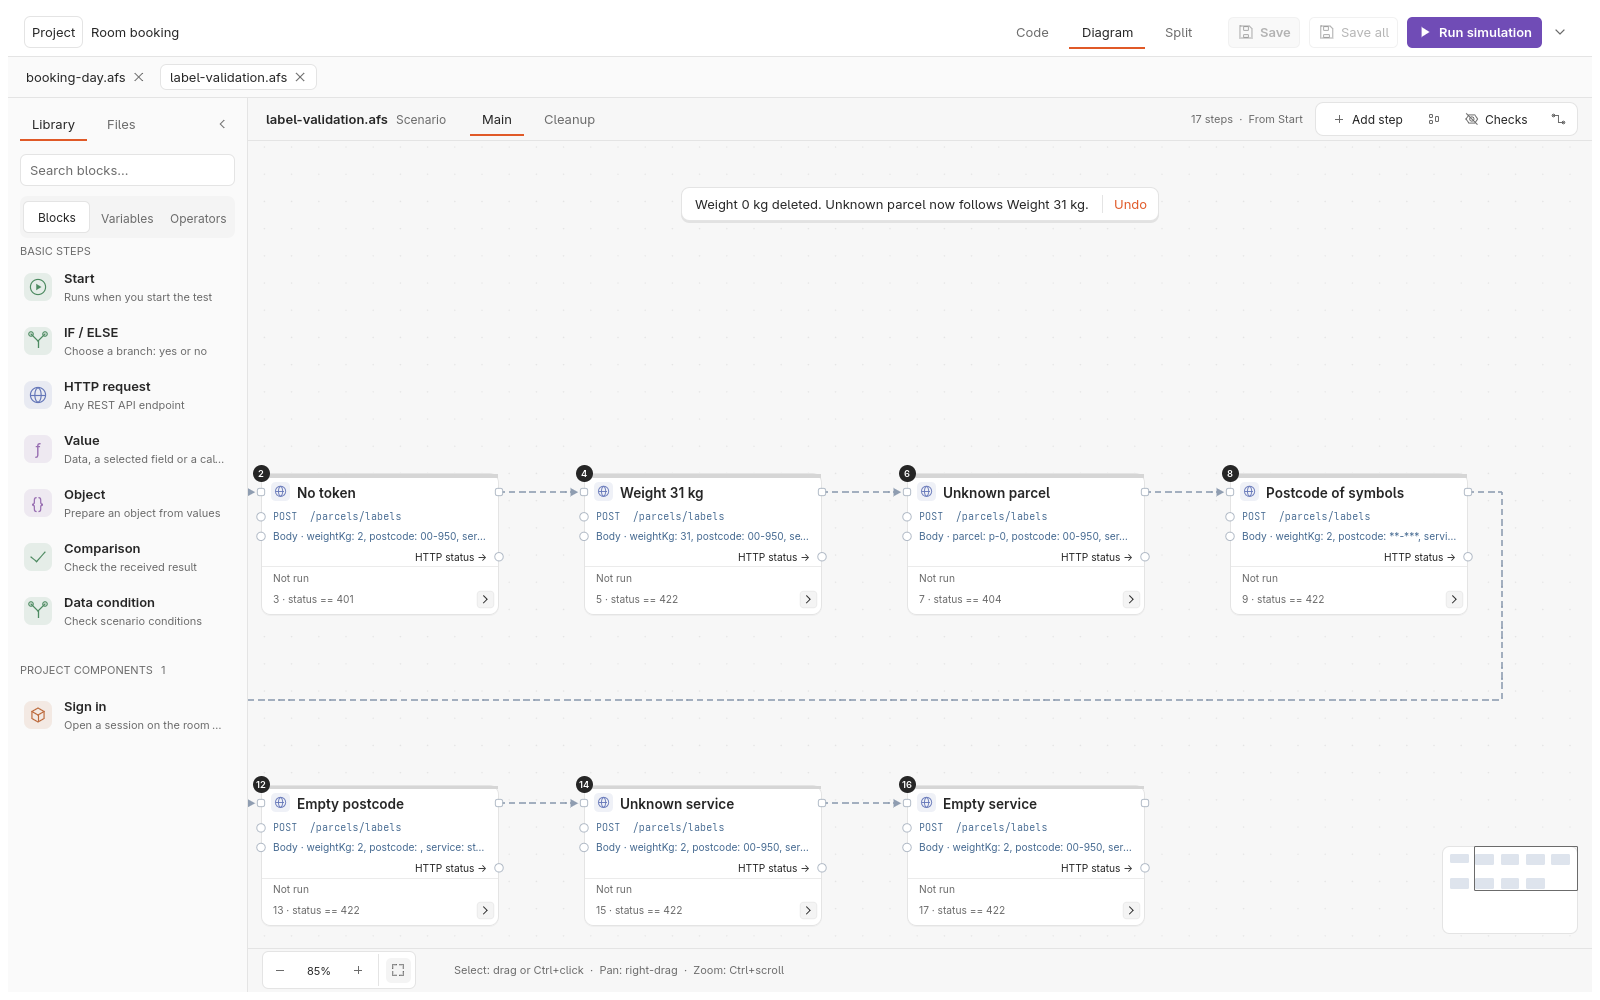 Project Room booking Code Diagram Split Save Save all Run simulation
booking-day.afs label-validation.afs
Library Files
label-validation.afs Scenario Main Cleanup 17 steps · From Start Add step Checks
Search blocks...
Blocks Variables Operators
BASIC STEPS
Start
Runs when you start the test
IF / ELSE
Choose a branch: yes or no
HTTP request
Any REST API endpoint
Value
Data, a selected field or a cal...
Object
Prepare an object from values
Comparison
Check the received result
Data condition
Check scenario conditions
PROJECT COMPONENTS 1
Sign in
Open a session on the room ...
Weight 0 kg deleted. Unknown parcel now follows Weight 31 kg. Undo
2
No token
POST /parcels/labels
Body · weightKg: 2, postcode: 00-950, ser...
HTTP status →
Not run
3 · status == 401
4
Weight 31 kg
POST /parcels/labels
Body · weightKg: 31, postcode: 00-950, se...
HTTP status →
Not run
5 · status == 422
6
Unknown parcel
POST /parcels/labels
Body · parcel: p-0, postcode: 00-950, ser...
HTTP status →
Not run
7 · status == 404
8
Postcode of symbols
POST /parcels/labels
Body · weightKg: 2, postcode: **-***, servi...
HTTP status →
Not run
9 · status == 422
12
Empty postcode
POST /parcels/labels
Body · weightKg: 2, postcode: , service: st...
HTTP status →
Not run
13 · status == 422
14
Unknown service
POST /parcels/labels
Body · weightKg: 2, postcode: 00-950, ser...
HTTP status →
Not run
15 · status == 422
16
Empty service
POST /parcels/labels
Body · weightKg: 2, postcode: 00-950, ser...
HTTP status →
Not run
17 · status == 422
− 85% + Select: drag or Ctrl+click · Pan: right-drag · Zoom: Ctrl+scroll